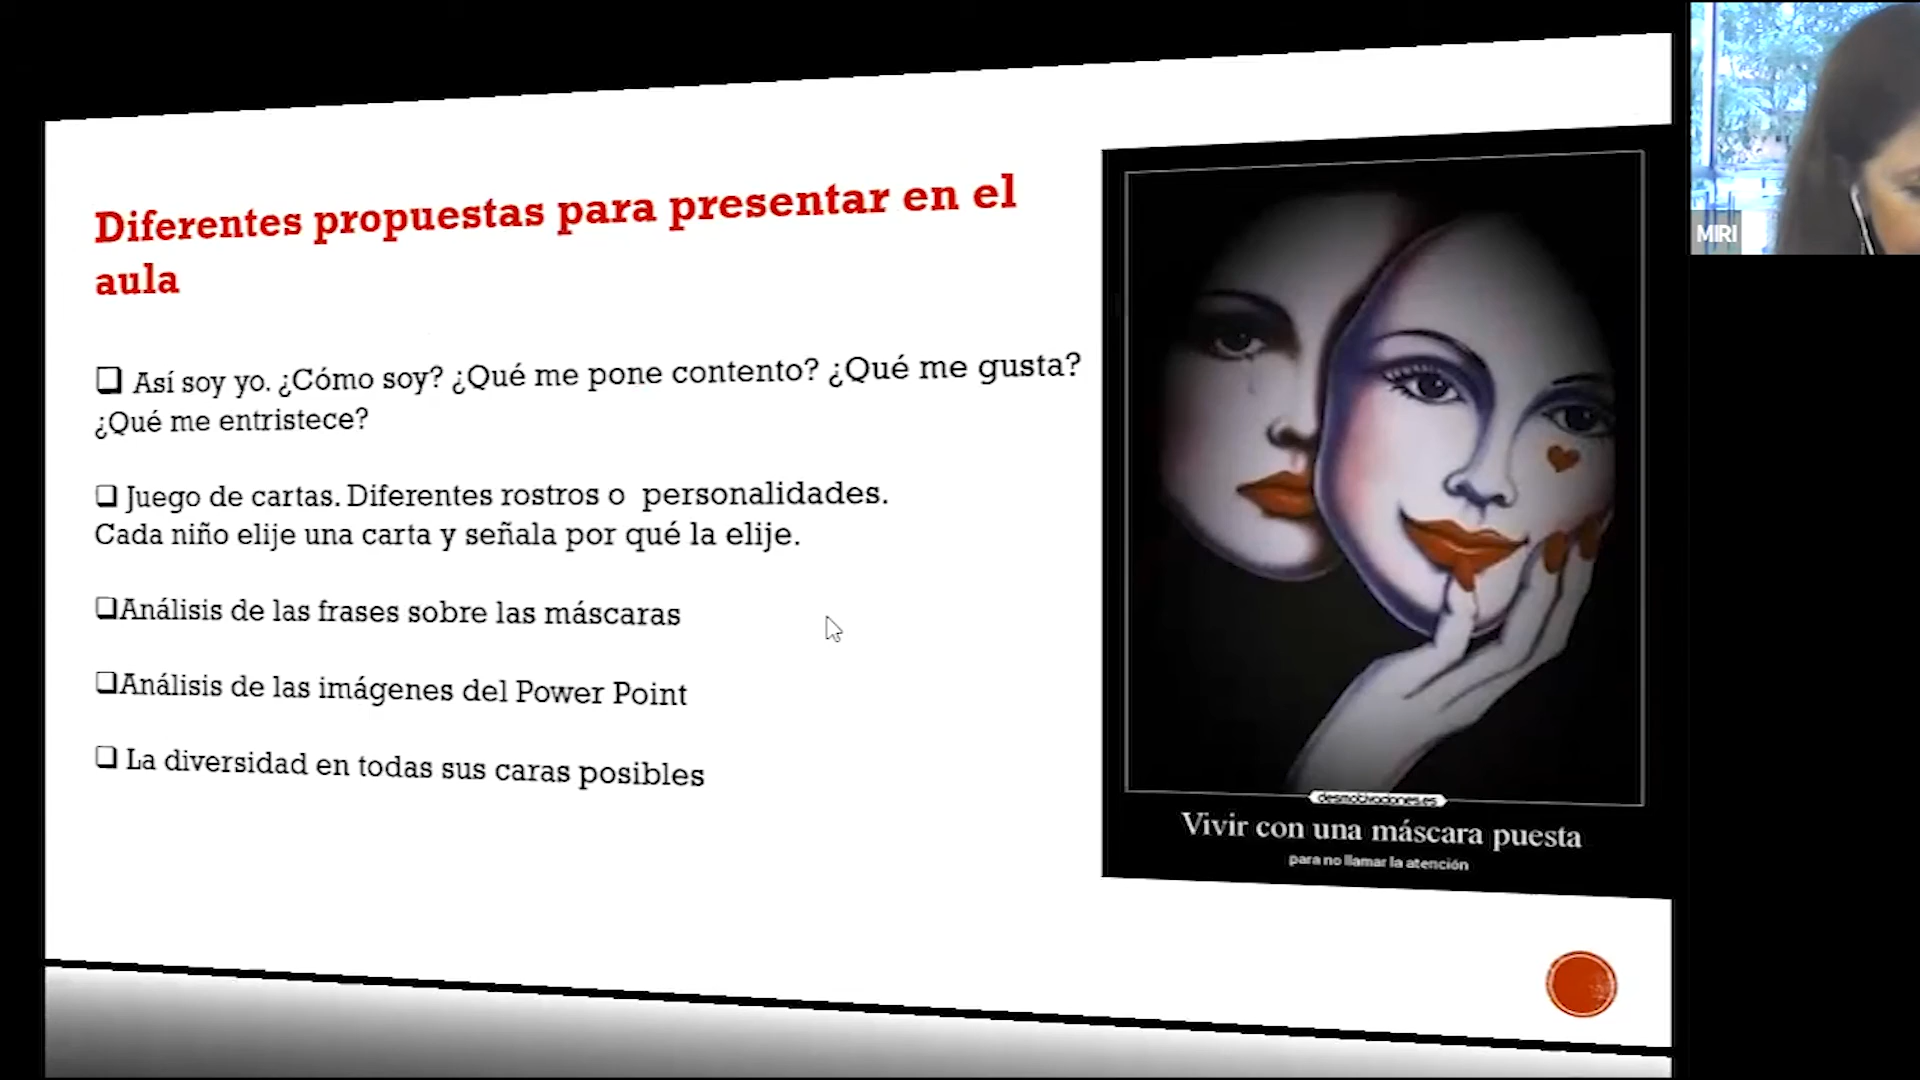 Diferentes propuestas para presentar en el
aula
Así soy yo. ¿Cómo soy? ¿Qué me pone contento? ¿Qué me gusta?
¿Qué me entristece?
Juego de cartas. Diferentes rostros o personalidades.
Cada niño elije una carta y señala por qué la elije.
Análisis de las frases sobre las máscaras
Análisis de las imágenes del Power Point
La diversidad en todas sus caras posibles
desmotivaciones.es
Vivir con una máscara puesta
para no llamar la atención
MIRI